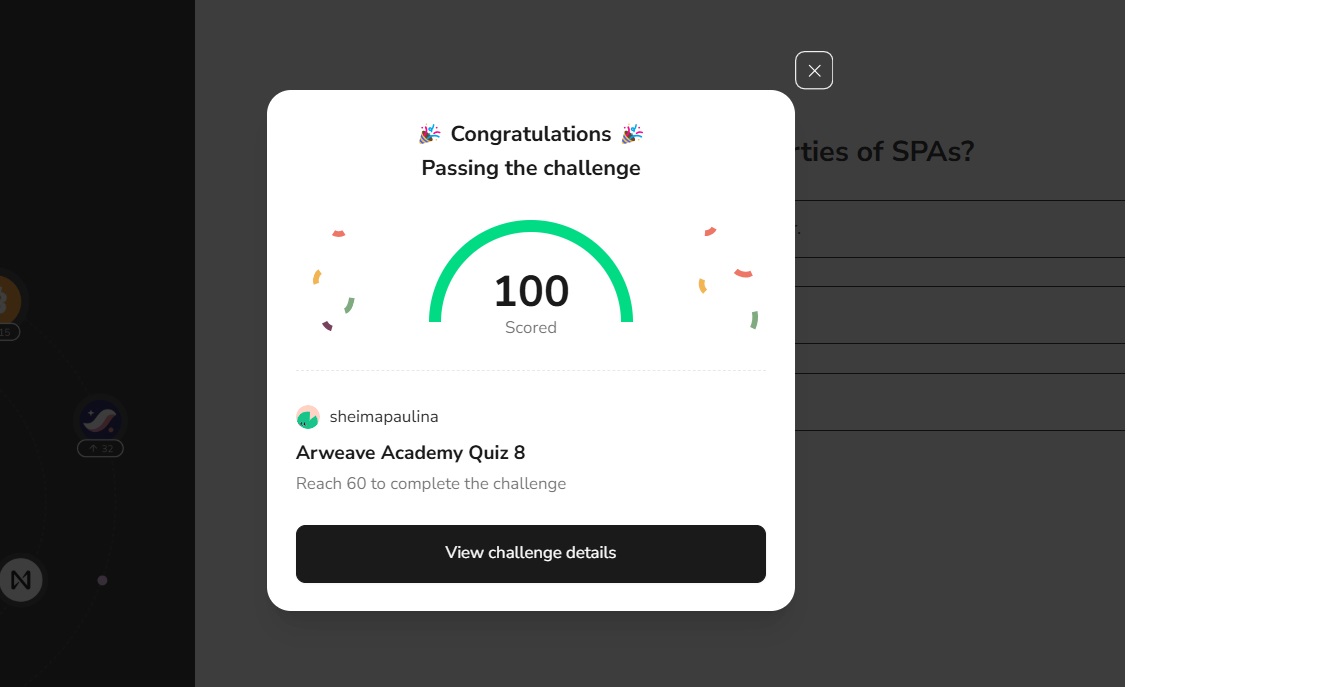 🎉 Congratulations 🎉
Passing the challenge
rties of SPAs?
r.
100
Scored
15
sheimapaulina
32
Arweave Academy Quiz 8
Reach 60 to complete the challenge
View challenge details